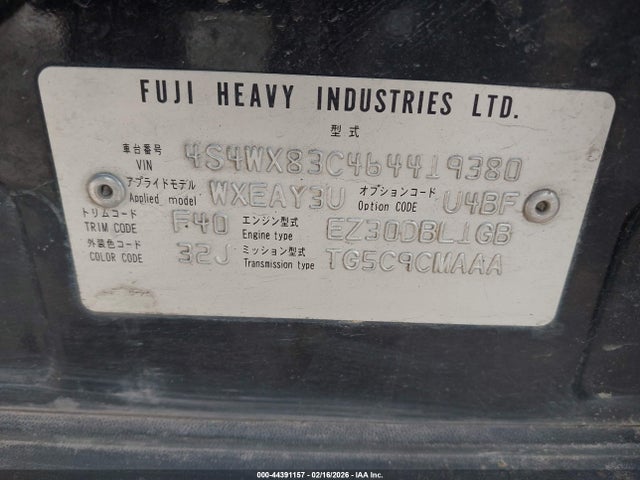 FUJI HEAVY INDUSTRIES LTD.
型式
車台番号 VIN 4S4WX83C464419380
アプライドモデル Applied model WXEAY3U オプションコード Option CODE U4BF
トリムコード TRIM CODE F40 エンジン型式 Engine type EZ30DBL1GB
外装色コード COLOR CODE 32J ミッション型式 Transmission type TG5C9CMAAA
000-44391157 - 02/16/2026 - IAA Inc.